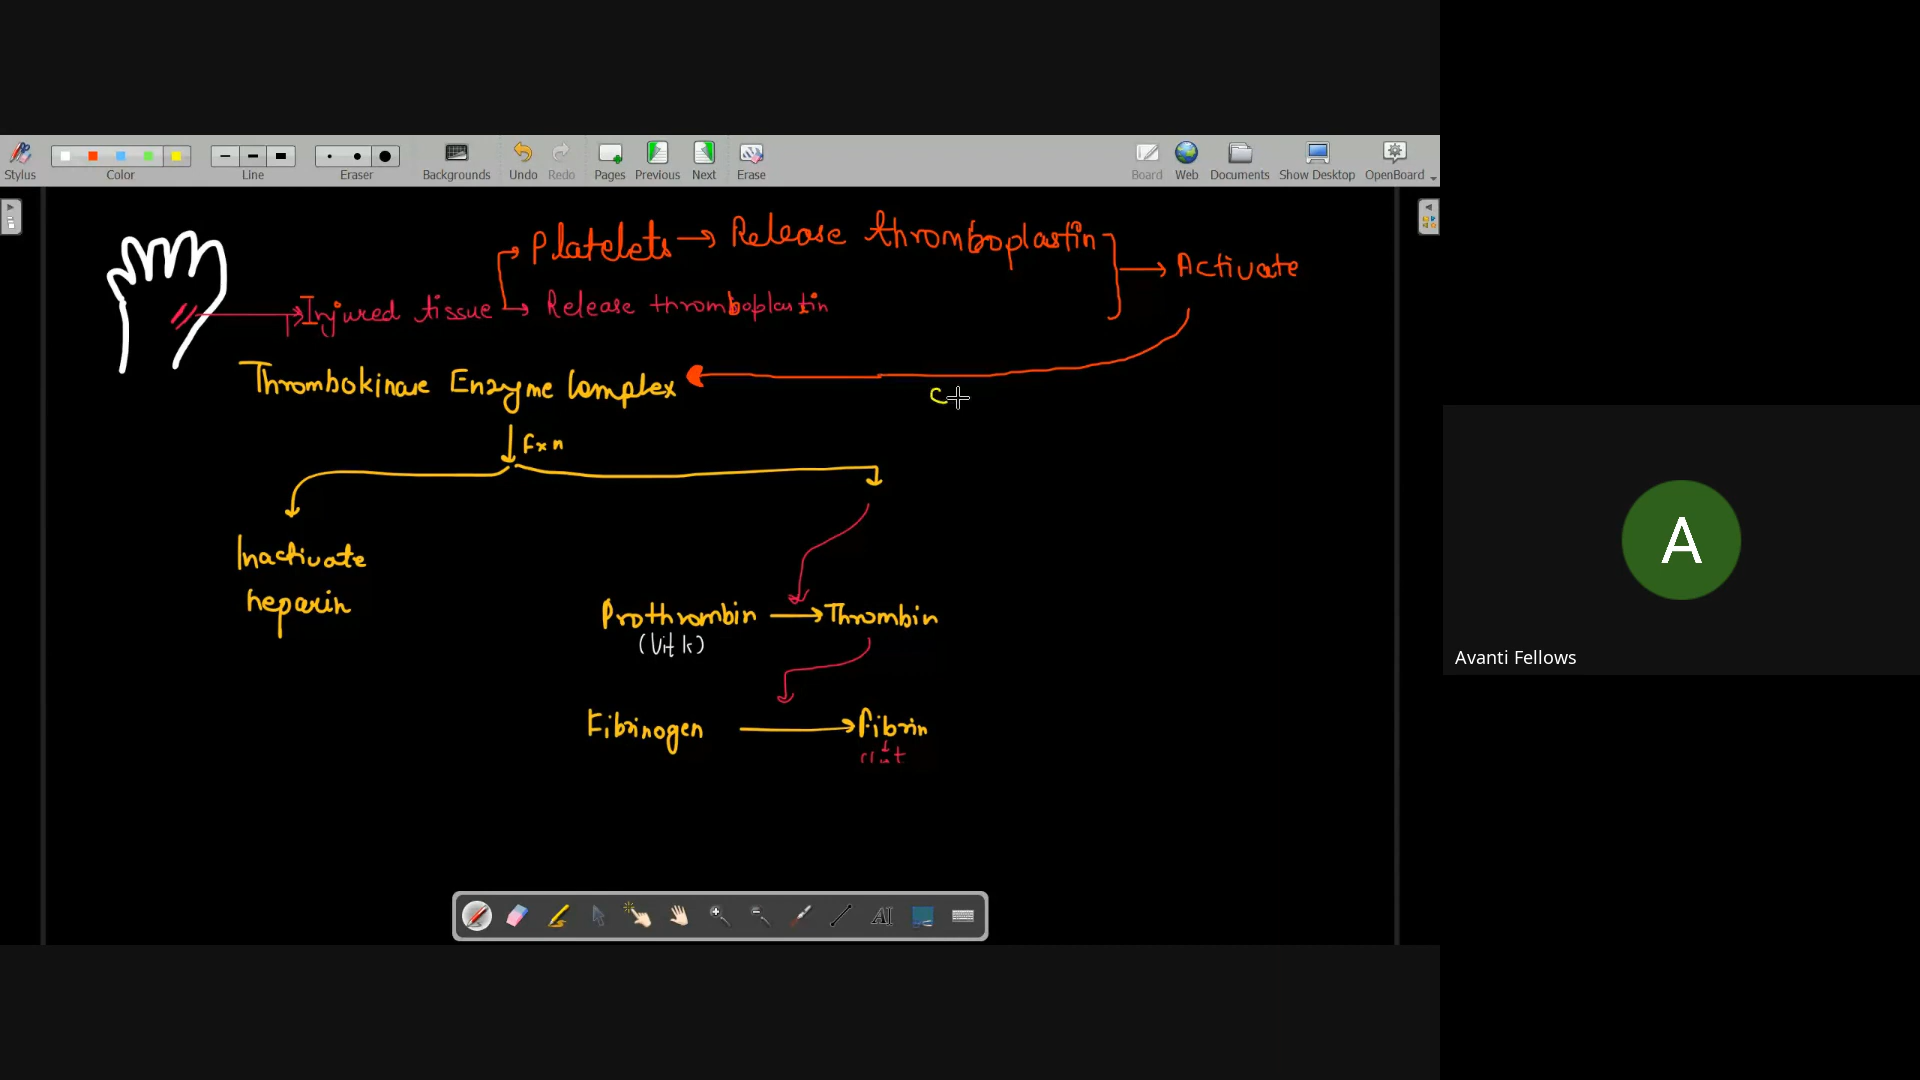 Stylus Color Line Eraser Backgrounds Undo Redo Pages Previous Next Erase Board Web Documents Show Desktop OpenBoard
Platelets → Release thromboplastin
→ Activate
Injured tissue → Release thromboplastin
Thrombokinase Enzyme Complex
C
Fxn
Inactivate
heparin
Prothrombin → Thrombin
(Vit k)
Fibrinogen → Fibrin
clot
A
Avanti Fellows